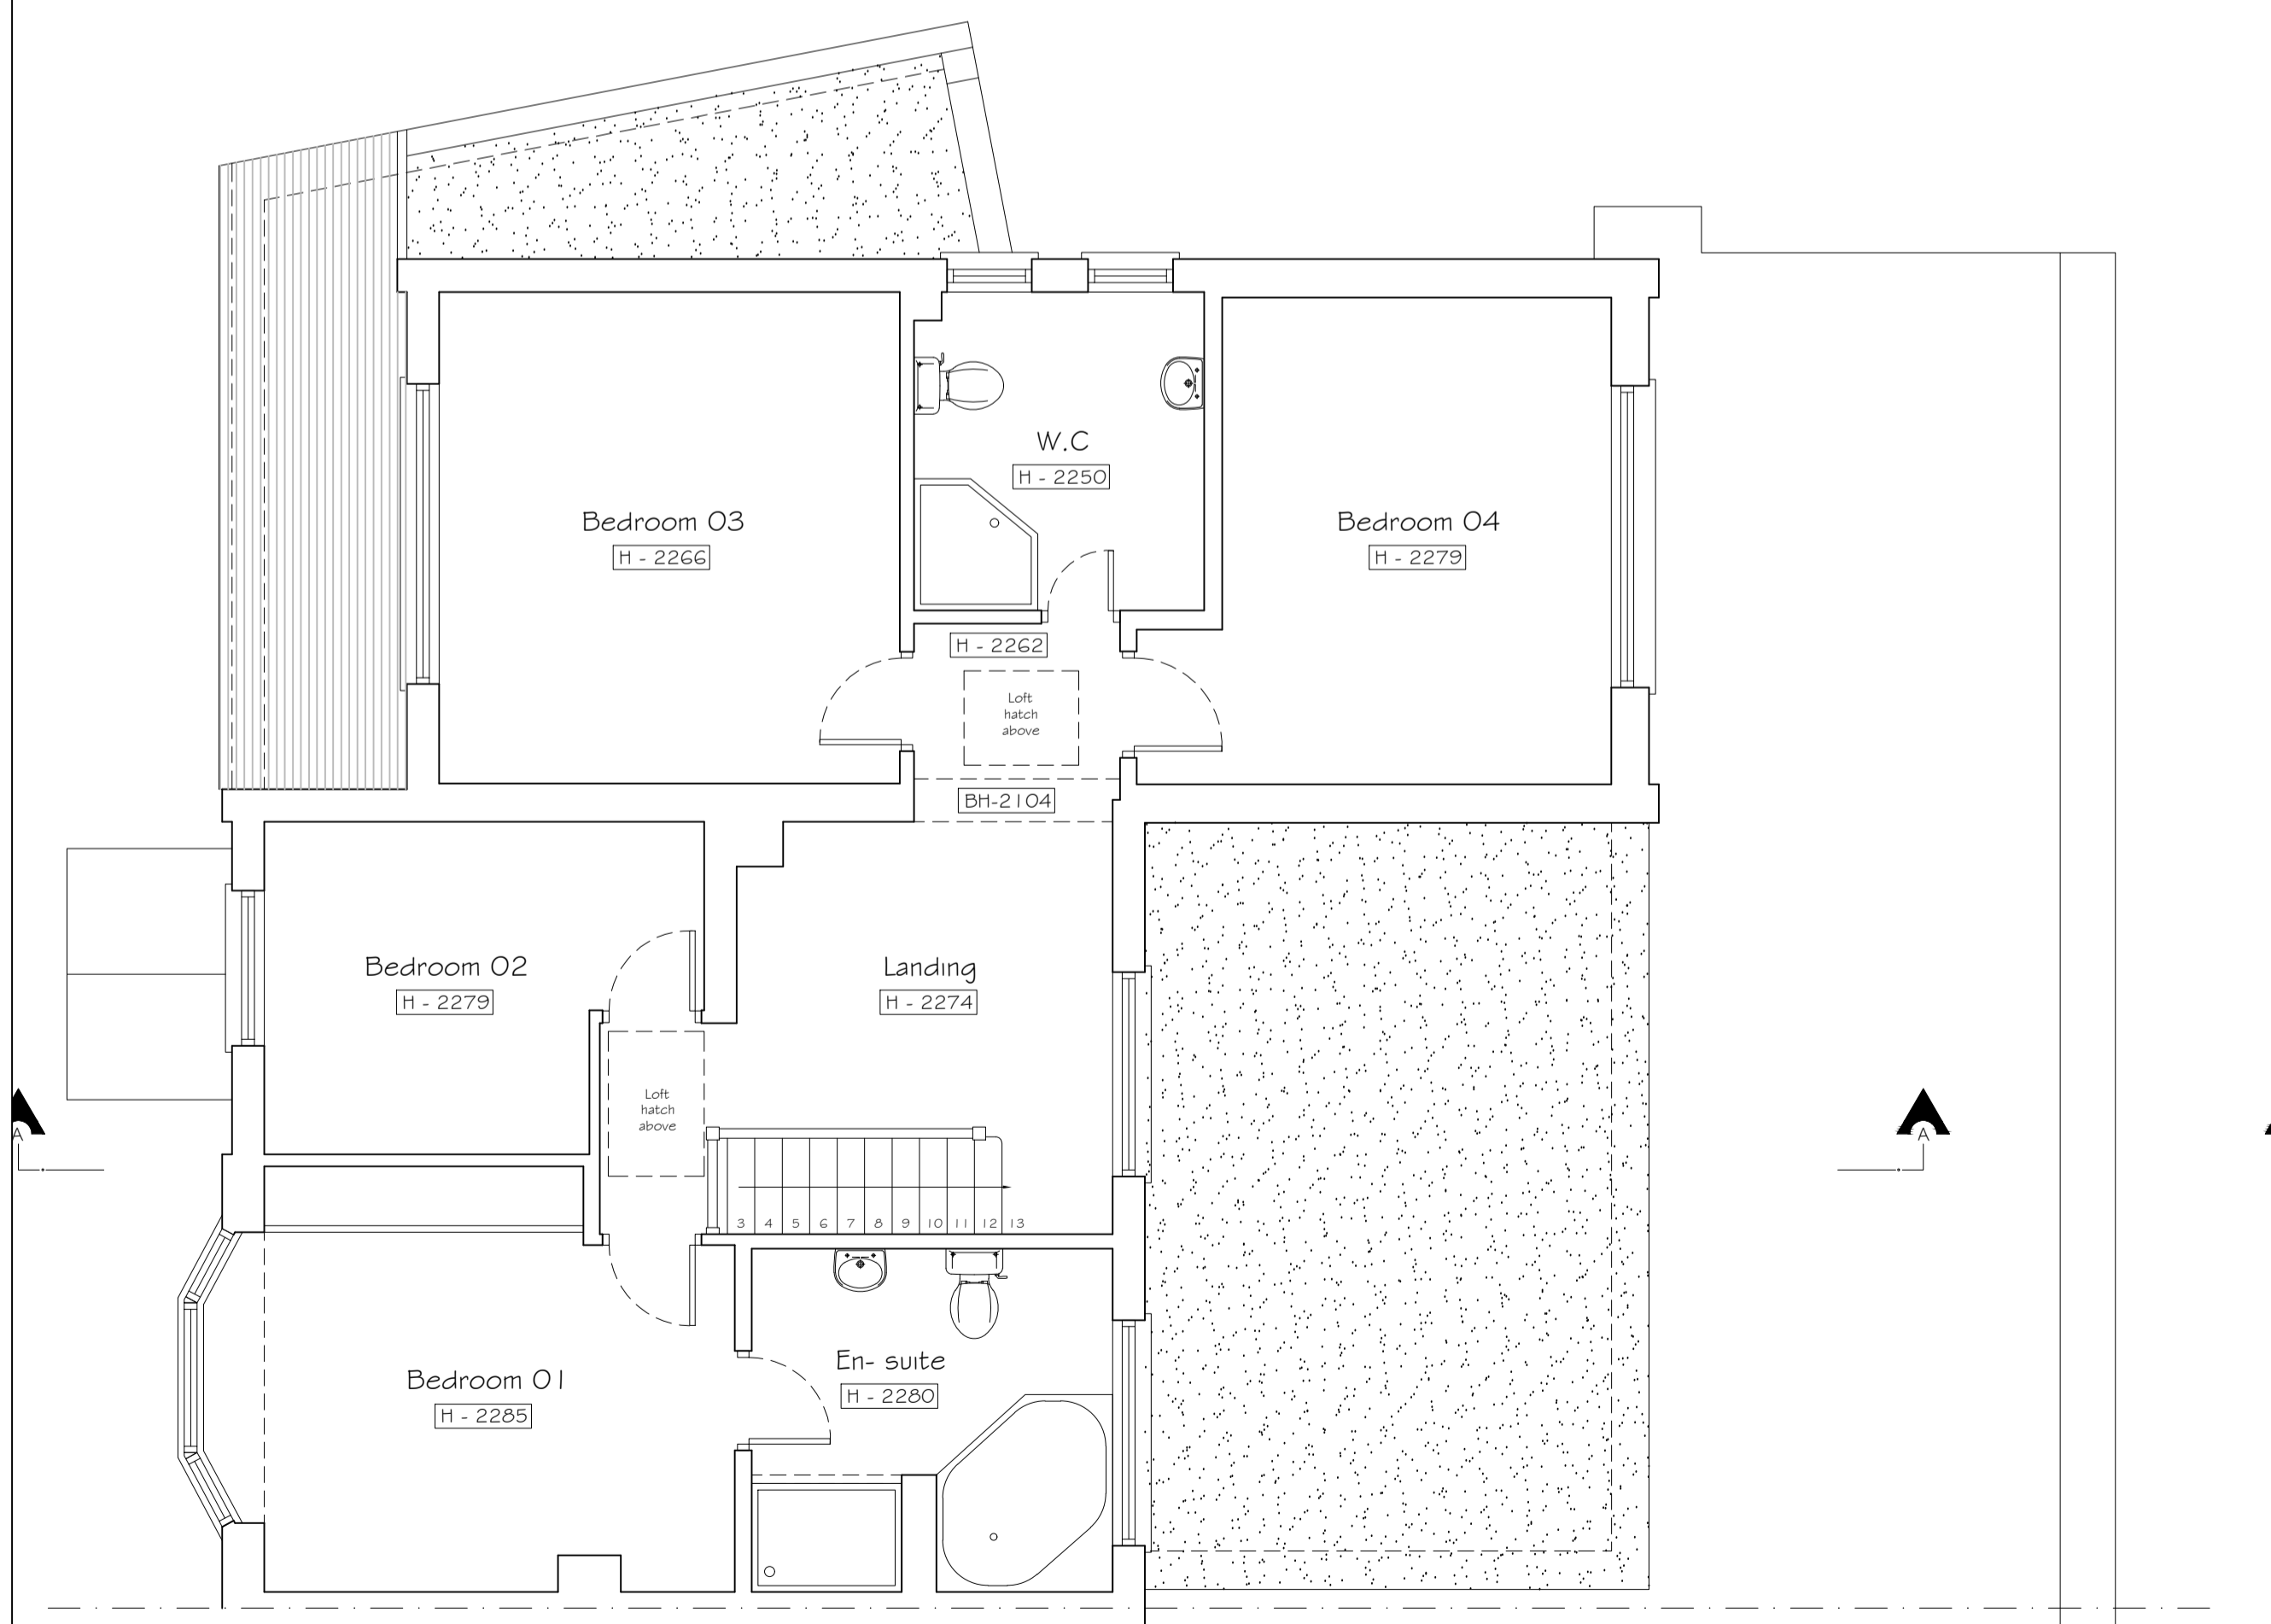 W.C
H - 2250
Bedroom 03
H - 2266
Bedroom 04
H - 2279
H - 2262
Loft
hatch
above
BH-2104
Bedroom 02
H - 2279
Landing
H - 2274
Loft
hatch
above
A
A
3 4 5 6 7 8 9 10 11 12 13
En- suite
H - 2280
Bedroom 01
H - 2285